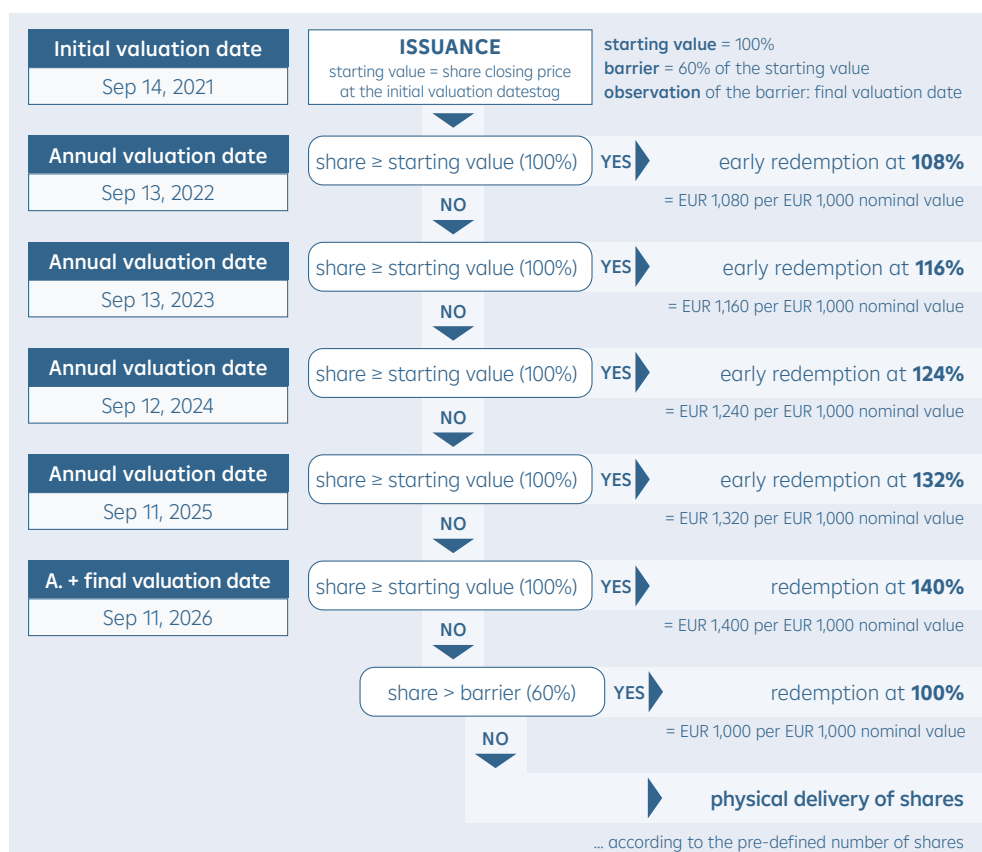 Initial valuation date
Sep 14, 2021
ISSUANCE
starting value = share closing price
at the initial valuation datestag
starting value = 100%
barrier = 60% of the starting value
observation of the barrier: final valuation date
Annual valuation date
Sep 13, 2022
share ≥ starting value (100%)
YES
early redemption at 108%
= EUR 1,080 per EUR 1,000 nominal value
NO
Annual valuation date
Sep 13, 2023
share ≥ starting value (100%)
YES
early redemption at 116%
= EUR 1,160 per EUR 1,000 nominal value
NO
Annual valuation date
Sep 12, 2024
share ≥ starting value (100%)
YES
early redemption at 124%
= EUR 1,240 per EUR 1,000 nominal value
NO
Annual valuation date
Sep 11, 2025
share ≥ starting value (100%)
YES
early redemption at 132%
= EUR 1,320 per EUR 1,000 nominal value
NO
A. + final valuation date
Sep 11, 2026
share ≥ starting value (100%)
YES
redemption at 140%
= EUR 1,400 per EUR 1,000 nominal value
NO
share > barrier (60%)
YES
redemption at 100%
= EUR 1,000 per EUR 1,000 nominal value
NO
physical delivery of shares
... according to the pre-defined number of shares